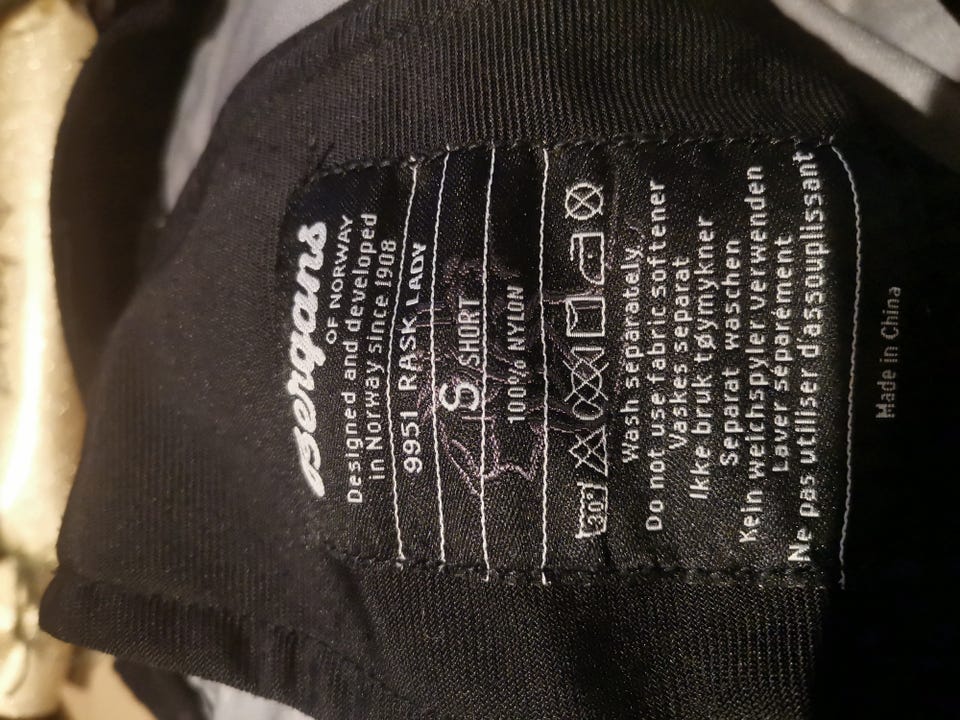 Bergans
OF NORWAY
Designed and developed
in Norway since 1908
9951 RASK LADY
S SHORT
100% NYLON
30°
Wash separately.
Do not use fabric softener
Vaskes separat
Ikke bruk tøymykner
Separat waschen
Kein weichspyler verwenden
Laver separement.
Ne pas utiliser d'assouplissant
Made in China